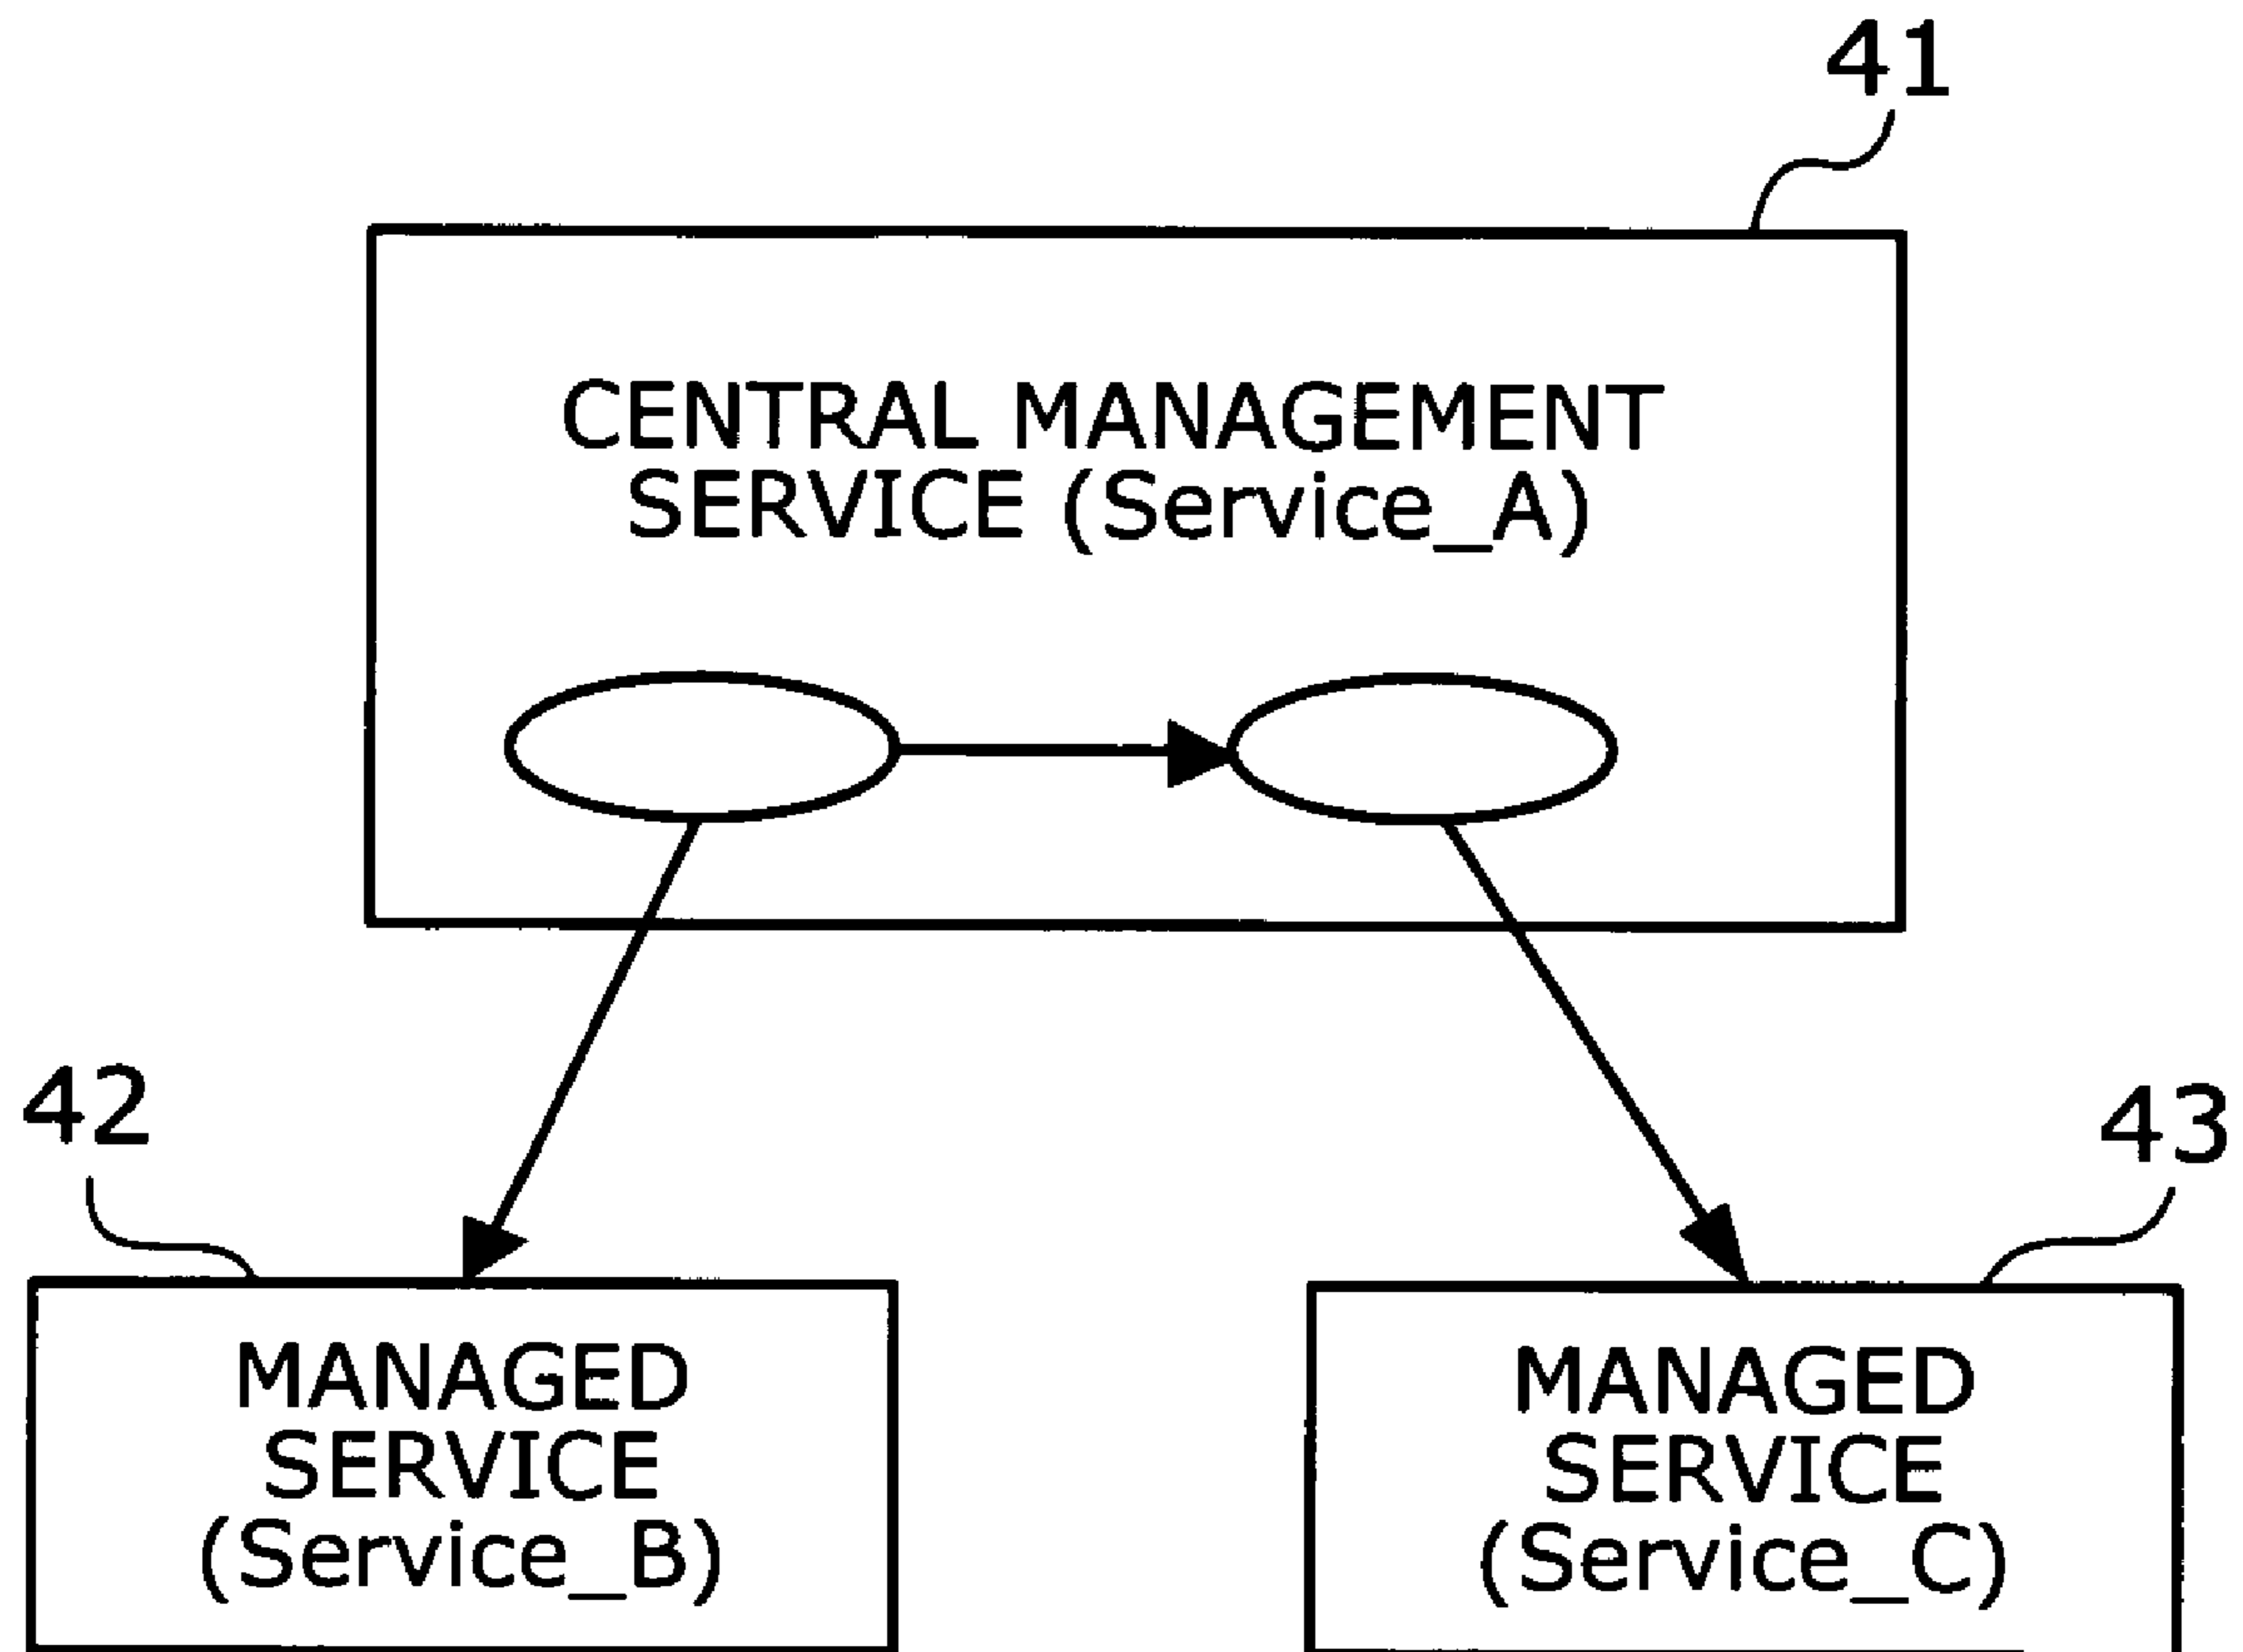 41
CENTRAL MANAGEMENT
SERVICE (Service_A)
42
43
MANAGED
SERVICE
(Service_B)
MANAGED
SERVICE
(Service_C)